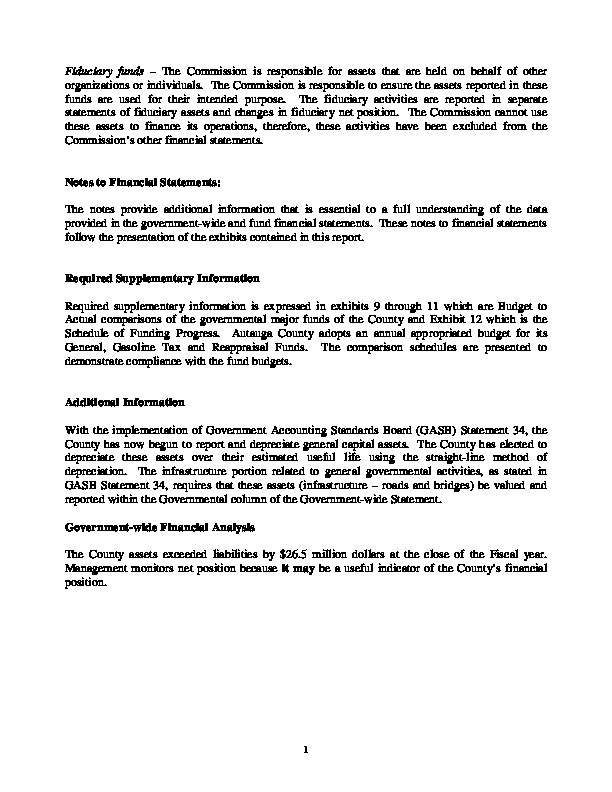 Fiduciary funds – The Commission is responsible for assets that are held on behalf of other
organizations or individuals. The Commission is responsible to ensure the assets reported in these
funds are used for their intended purpose. The fiduciary activities are reported in separate
statements of fiduciary assets and changes in fiduciary net position. The Commission cannot use
these assets to finance its operations, therefore, these activities have been excluded from the
Commission's other financial statements.
Notes to Financial Statements:
The notes provide additional information that is essential to a full understanding of the data
provided in the government-wide and fund financial statements. These notes to financial statements
follow the presentation of the exhibits contained in this report.
Required Supplementary Information
Required supplementary information is expressed in exhibits 9 through 11 which are Budget to
Actual comparisons of the governmental major funds of the County and Exhibit 12 which is the
Schedule of Funding Progress. Autauga County adopts an annual appropriated budget for its
General, Gasoline Tax and Reappraisal Funds. The comparison schedules are presented to
demonstrate compliance with the fund budgets.
Additional Information
With the implementation of Government Accounting Standards Board (GASB) Statement 34, the
County has now begun to report and depreciate general capital assets. The County has elected to
depreciate these assets over their estimated useful life using the straight-line method of
depreciation. The infrastructure portion related to general governmental activities, as stated in
GASB Statement 34, requires that these assets (infrastructure – roads and bridges) be valued and
reported within the Governmental column of the Government-wide Statement.
Government-wide Financial Analysis
The County assets exceeded liabilities by $26.5 million dollars at the close of the Fiscal year.
Management monitors net position because it may be a useful indicator of the County's financial
position.
1